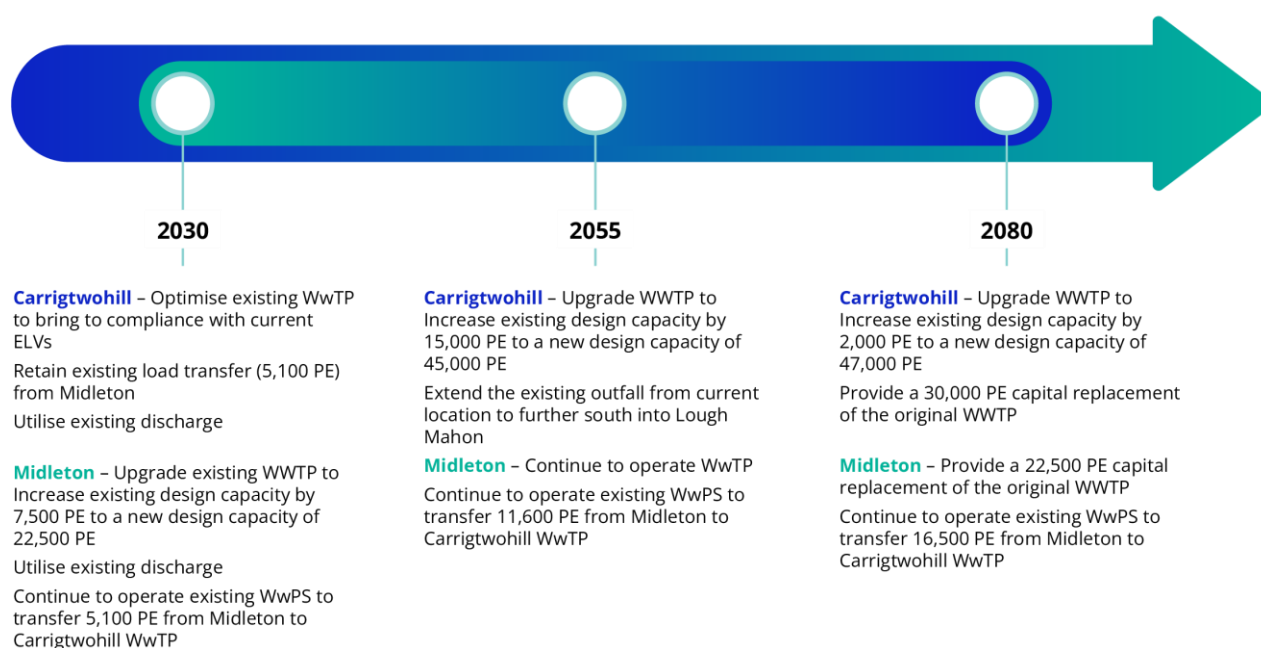 2030
Carrigtwohill – Optimise existing WwTP
to bring to compliance with current
ELVs
Retain existing load transfer (5,100 PE)
from Midleton
Utilise existing discharge
Midleton – Upgrade existing WWTP to
Increase existing design capacity by
7,500 PE to a new design capacity of
22,500 PE
Utilise existing discharge
Continue to operate existing WwPS to
transfer 5,100 PE from Midleton to
Carrigtwohill WwTP
2055
Carrigtwohill – Upgrade WWTP to
Increase existing design capacity by
15,000 PE to a new design capacity of
45,000 PE
Extend the existing outfall from current
location to further south into Lough
Mahon
Midleton – Continue to operate WwTP
Continue to operate existing WwPS to
transfer 11,600 PE from Midleton to
Carrigtwohill WwTP
2080
Carrigtwohill – Upgrade WWTP to
Increase existing design capacity by
2,000 PE to a new design capacity of
47,000 PE
Provide a 30,000 PE capital replacement
of the original WWTP
Midleton – Provide a 22,500 PE capital
replacement of the original WWTP
Continue to operate existing WwPS to
transfer 16,500 PE from Midleton to
Carrigtwohill WwTP